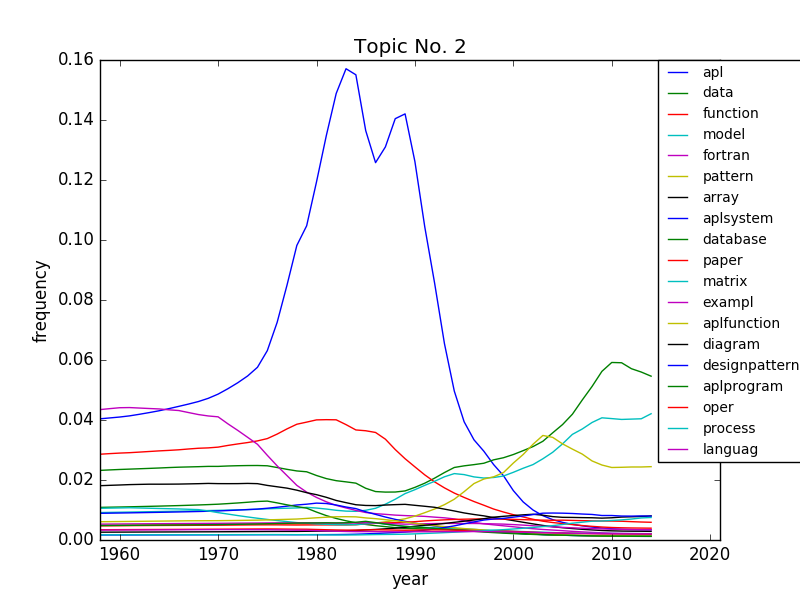 Topic No. 2
0.16
0.14
0.12
0.10
0.08
0.06
0.04
0.02
0.00
frequency
1960
1970
1980
1990
2000
2010
2020
year
apl
data
function
model
fortran
pattern
array
aplsystem
database
paper
matrix
exampl
aplfunction
diagram
designpattern
aplprogram
oper
process
languag